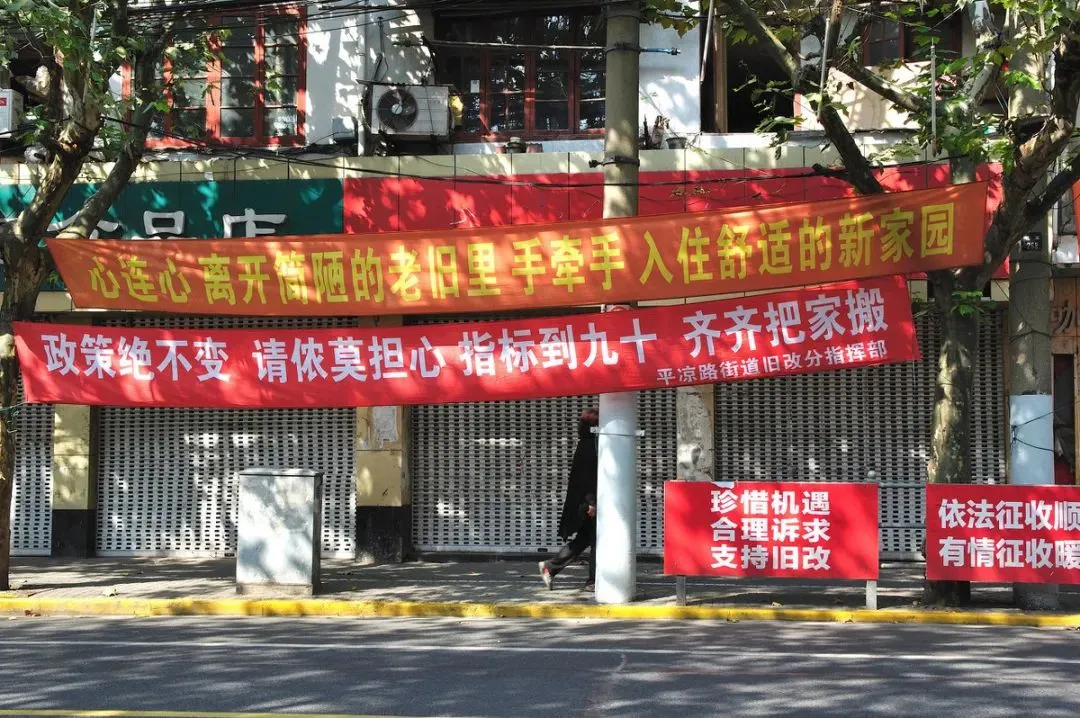 食品店
心连心 离开简陋的老旧里 手牵手 入住舒适的新家园
政策绝不变 请侬莫担心 指标到九十 齐齐把家搬
平凉路街道旧改分指挥部
珍惜机遇
合理诉求
支持旧改
依法征收顺
有情征收暖